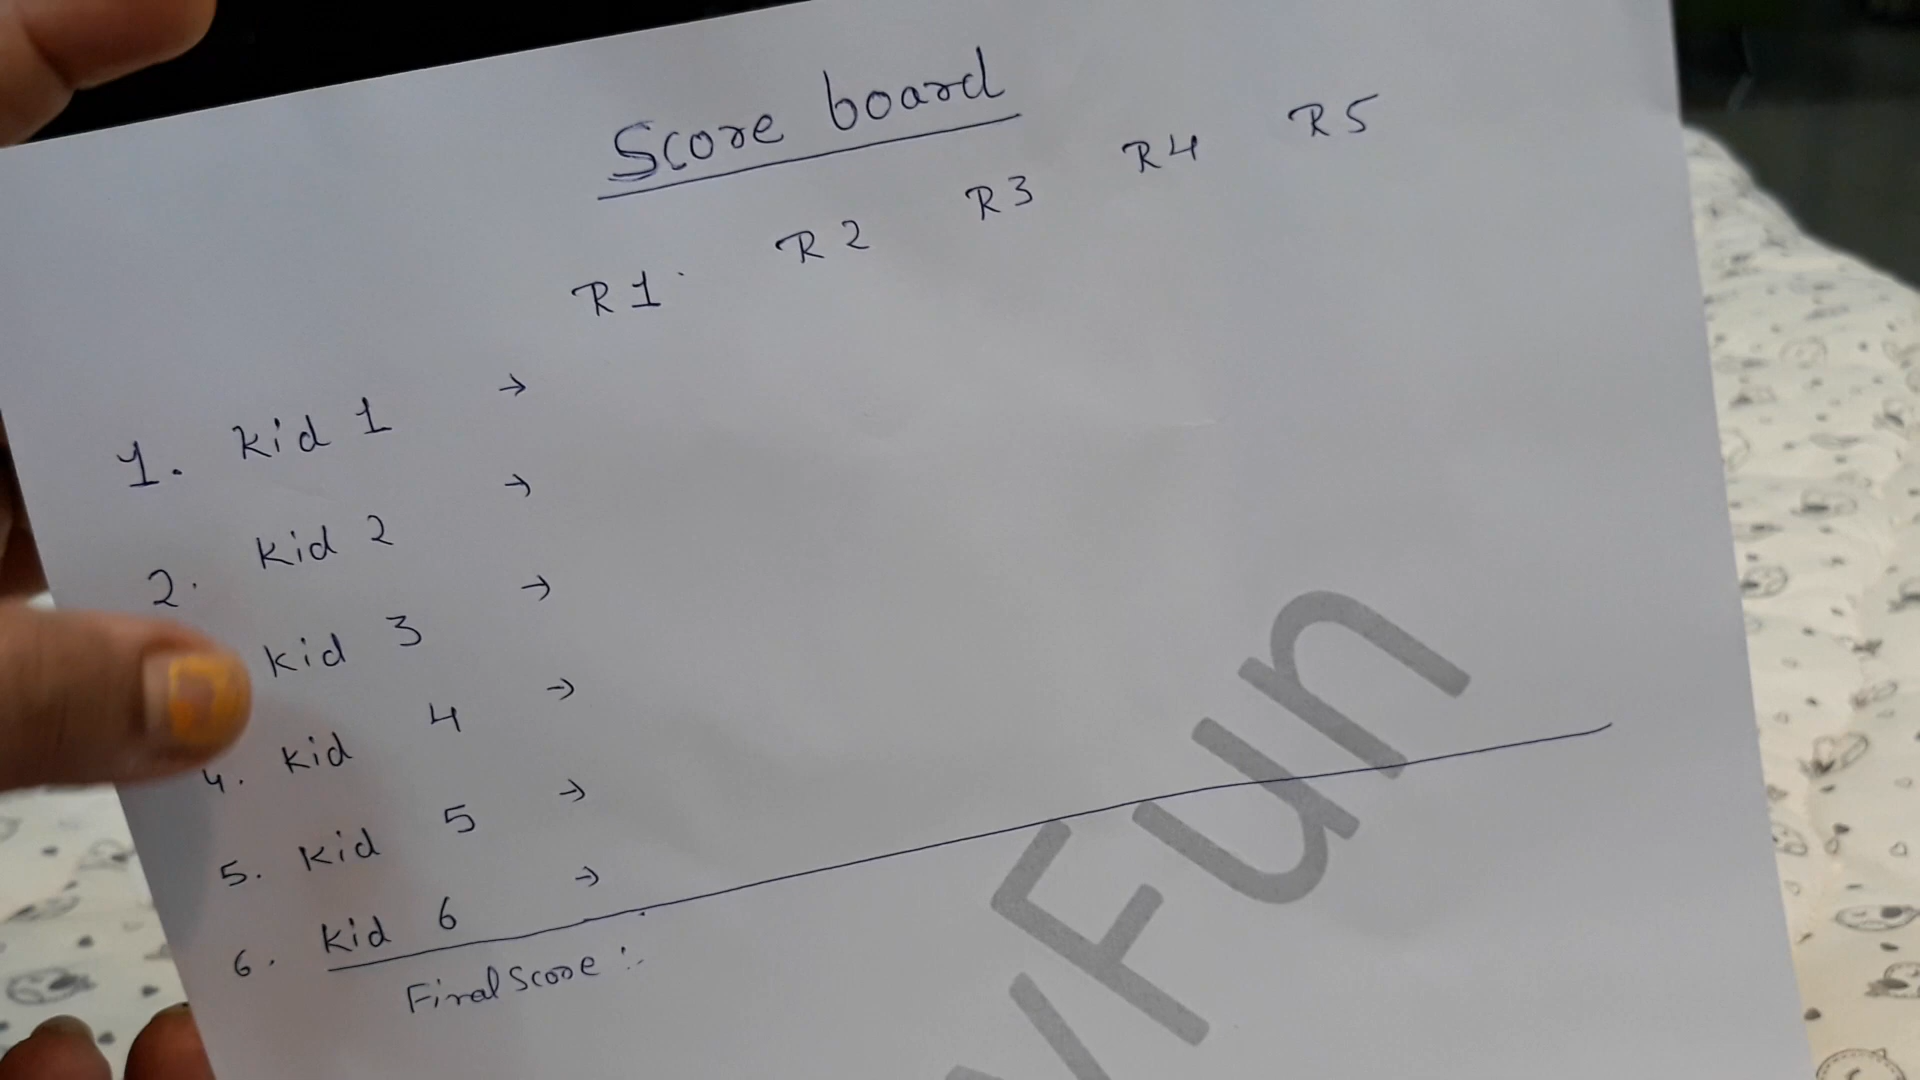 Score board
R1 R2 R3 R4 R5
1. Kid 1 →
2. Kid 2 →
Kid 3 →
4. Kid 4 →
5. Kid 5 →
6. Kid 6 →
Final Score :-
Fun